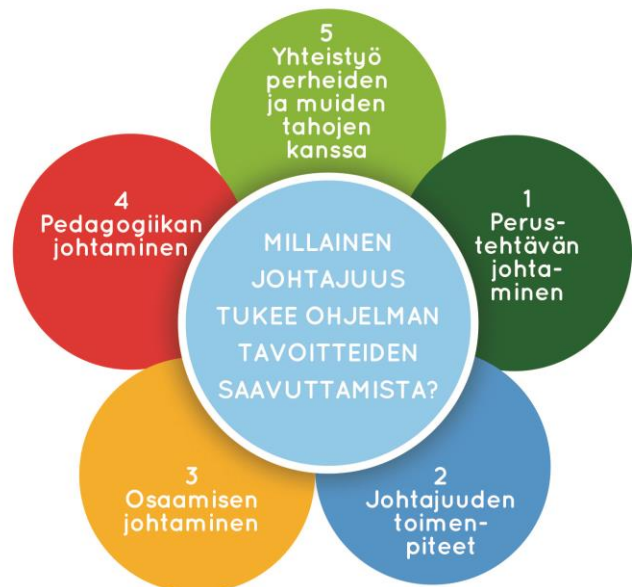 5
Yhteistyö
perheiden
ja muiden
tahojen
kanssa
4
Pedagogiikan
johtaminen
1
Perus-
tehtävän
johta-
minen
MILLAINEN
JOHTAJUUS
TUKEE OHJELMAN
TAVOITTEIDEN
SAAVUTTAMISTA?
3
Osaamisen
johtaminen
2
Johtajuuden
toimen-
piteet